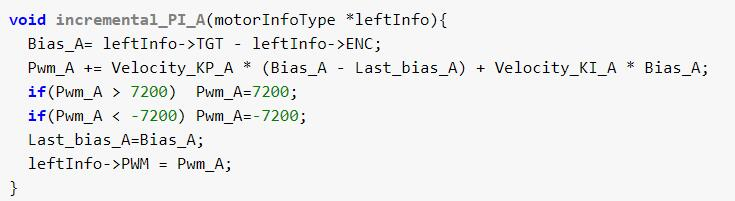 void incremental_PI_A(motorInfoType *leftInfo){
  Bias_A= leftInfo->TGT - leftInfo->ENC;
  Pwm_A += Velocity_KP_A * (Bias_A - Last_bias_A) + Velocity_KI_A * Bias_A;
  if(Pwm_A > 7200)  Pwm_A=7200;
  if(Pwm_A < -7200) Pwm_A=-7200;
  Last_bias_A=Bias_A;
  leftInfo->PWM = Pwm_A;
}